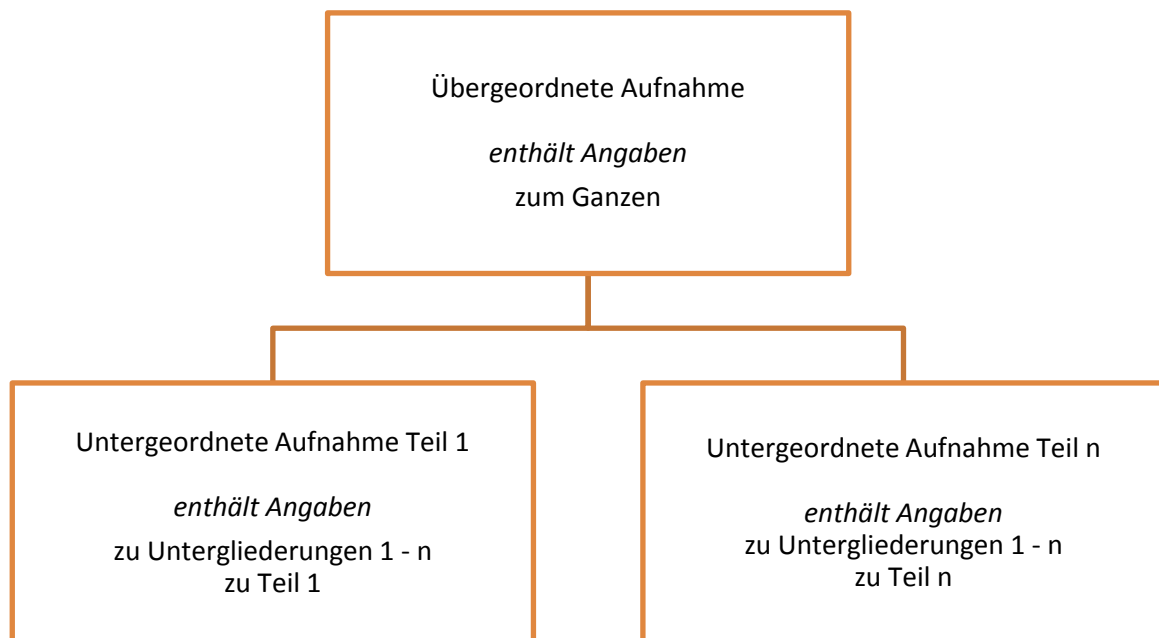 Übergeordnete Aufnahme
enthält Angaben
zum Ganzen
Untergeordnete Aufnahme Teil 1
enthält Angaben
zu Untergliederungen 1 - n
zu Teil 1
Untergeordnete Aufnahme Teil n
enthält Angaben
zu Untergliederungen 1 - n
zu Teil n